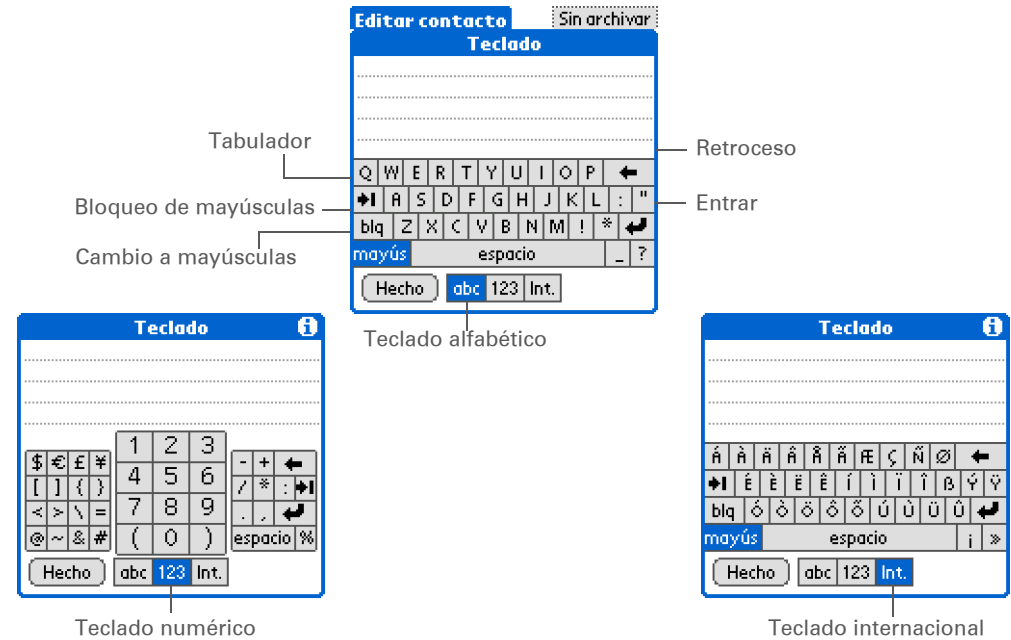 Editar contacto Sin archivar
Teclado
Tabulador
Retroceso
Q W E R T Y U I O P
Bloqueo de mayúsculas
A S D F G H J K L : "
Entrar
blq Z X C V B N M ! *
Cambio a mayúsculas
mayús espacio _ ?
Hecho abc 123 Int.
Teclado alfabético
Teclado
1 2 3
$ € £ ¥
- +
4 5 6
[ ] { }
/ * :
7 8 9
< > \ =
. ,
@ ~ & #
( 0 )
espacio %
Hecho abc 123 Int.
Teclado numérico
Teclado
Á À Ä Â Å Ã Æ Ç Ñ Ø
É È Ë Ê Í Ì Ï Î ß Ý Ÿ
blq Ó Ò Ö Ô Õ Ú Ù Ü Û
mayús espacio ¡ »
Hecho abc 123 Int.
Teclado internacional